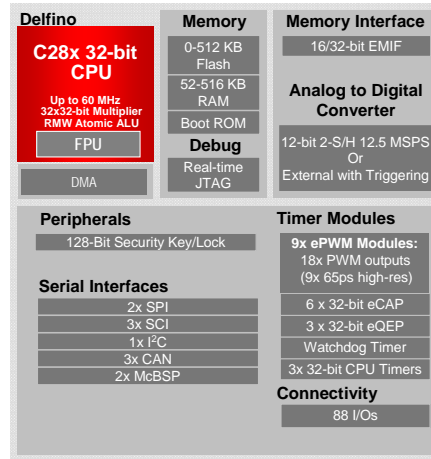 Delfino
C28x 32-bit
CPU
Up to 60 MHz
32x32-bit Multiplier
RMW Atomic ALU
FPU
DMA
Memory
0-512 KB
Flash
52-516 KB
RAM
Boot ROM
Debug
Real-time
JTAG
Memory Interface
16/32-bit EMIF
Analog to Digital
Converter
12-bit 2-S/H 12.5 MSPS
Or
External with Triggering
Peripherals
128-Bit Security Key/Lock
Serial Interfaces
2x SPI
3x SCI
1x I²C
3x CAN
2x McBSP
Timer Modules
9x ePWM Modules:
18x PWM outputs
(9x 65ps high-res)
6 x 32-bit eCAP
3 x 32-bit eQEP
Watchdog Timer
3x 32-bit CPU Timers
Connectivity
88 I/Os